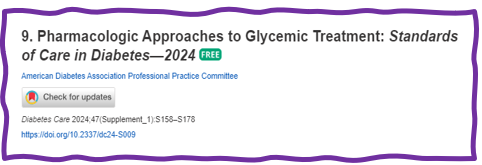 9. Pharmacologic Approaches to Glycemic Treatment: Standards
of Care in Diabetes—2024 FREE
American Diabetes Association Professional Practice Committee
Check for updates
Diabetes Care 2024;47(Supplement_1):S158–S178
https://doi.org/10.2337/dc24-S009